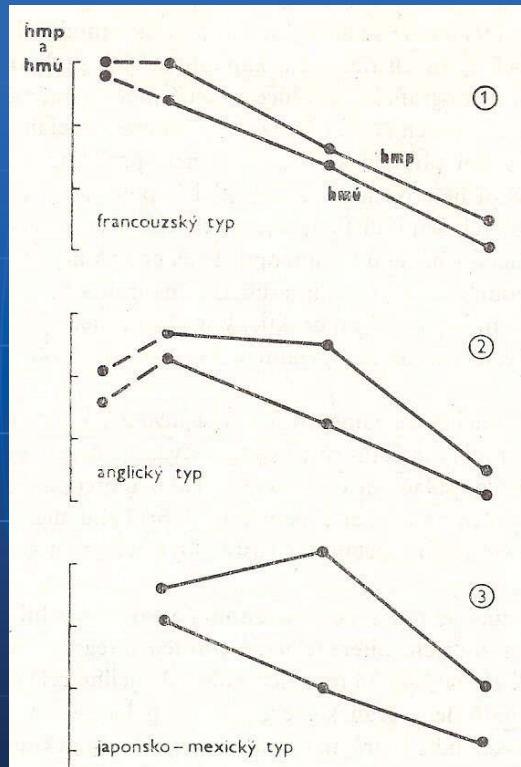 hmp
a
hmú
①
hmp
hmú
francouzský typ
②
anglický typ
③
japonsko – mexický typ